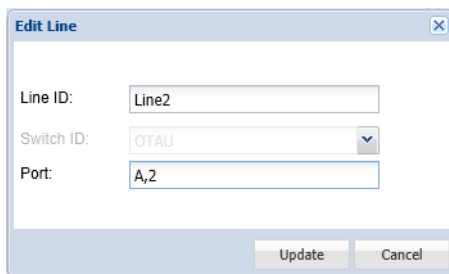 Edit Line
Line ID: Line2
Switch ID: OTAU
Port: A,2
Update Cancel